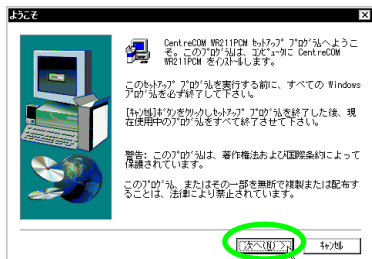 ようこそ
CentreCOM WR211PCM ｾｯﾄｱｯﾌﾟ ﾌﾟﾛｸﾞﾗﾑへようこ
そ。このﾌﾟﾛｸﾞﾗﾑは、ｺﾝﾋﾟｭｰﾀに CentreCOM
WR211PCM をｲﾝｽﾄｰﾙします。
このｾｯﾄｱｯﾌﾟ ﾌﾟﾛｸﾞﾗﾑを実行する前に、すべての Windows
ﾌﾟﾛｸﾞﾗﾑを必ず終了して下さい。
[ｷｬﾝｾﾙ]ﾎﾞﾀﾝをｸﾘｯｸしｾｯﾄｱｯﾌﾟ ﾌﾟﾛｸﾞﾗﾑを終了した後、現
在使用中のﾌﾟﾛｸﾞﾗﾑをすべて終了させて下さい。
警告: このﾌﾟﾛｸﾞﾗﾑは、著作権法および国際条約によって
保護されています。
このﾌﾟﾛｸﾞﾗﾑ、またはその一部を無断で複製または配布す
ることは、法律により禁止されています。
次へ(N) >
ｷｬﾝｾﾙ